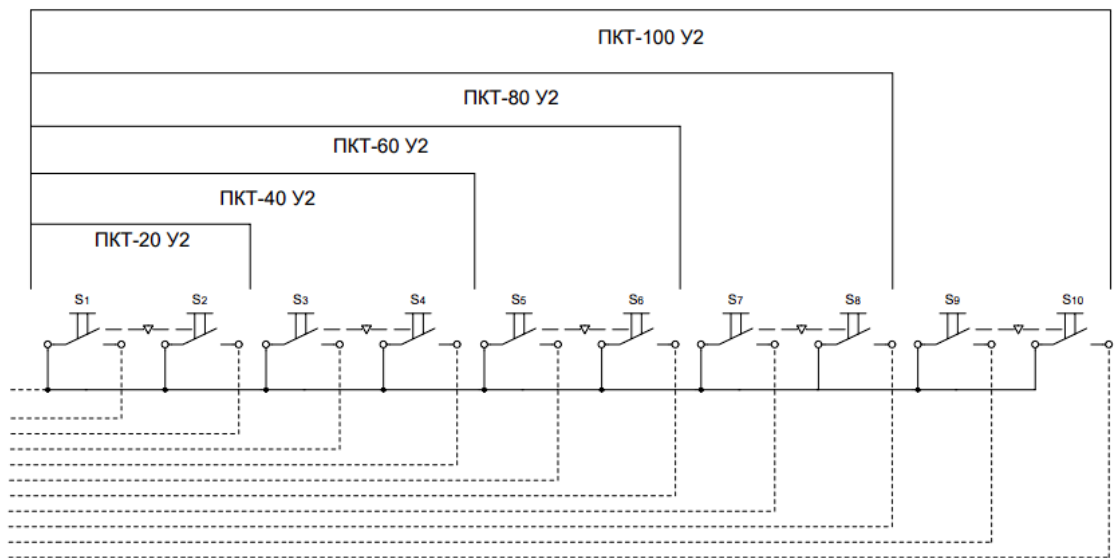 ПКТ-100 У2
ПКТ-80 У2
ПКТ-60 У2
ПКТ-40 У2
ПКТ-20 У2
S1 S2 S3 S4 S5 S6 S7 S8 S9 S10